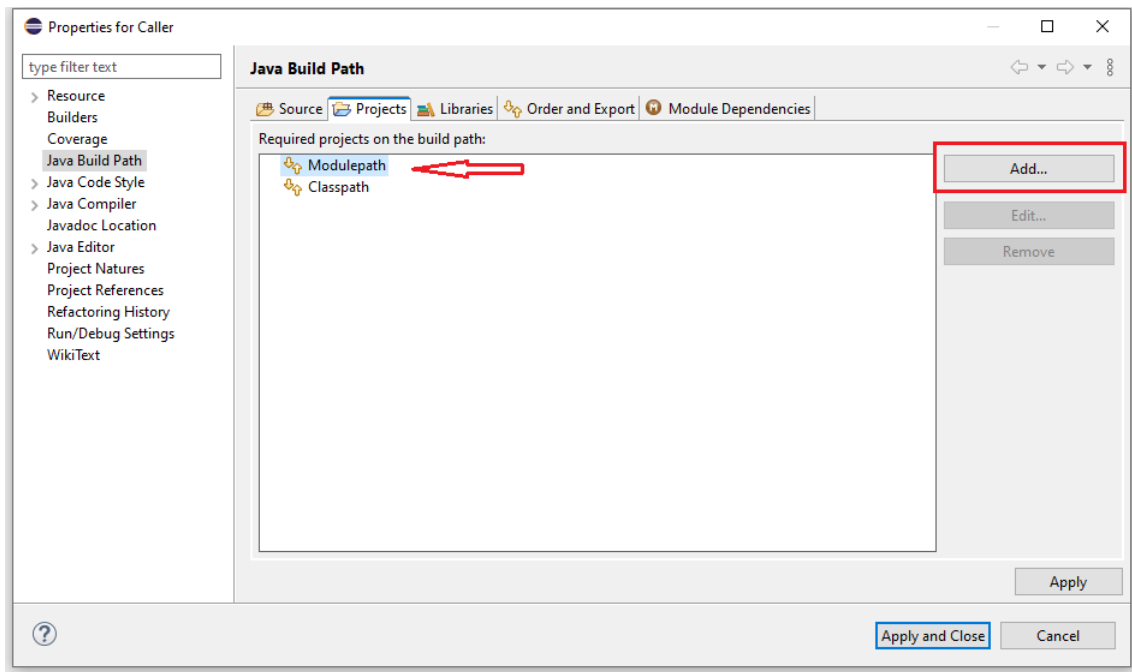 Properties for Caller
type filter text
Java Build Path
Resource
Builders
Coverage
Java Build Path
Java Code Style
Java Compiler
Javadoc Location
Java Editor
Project Natures
Project References
Refactoring History
Run/Debug Settings
WikiText
Source Projects Libraries Order and Export Module Dependencies
Required projects on the build path:
Modulepath
Classpath
Add...
Edit...
Remove
Apply
Apply and Close Cancel